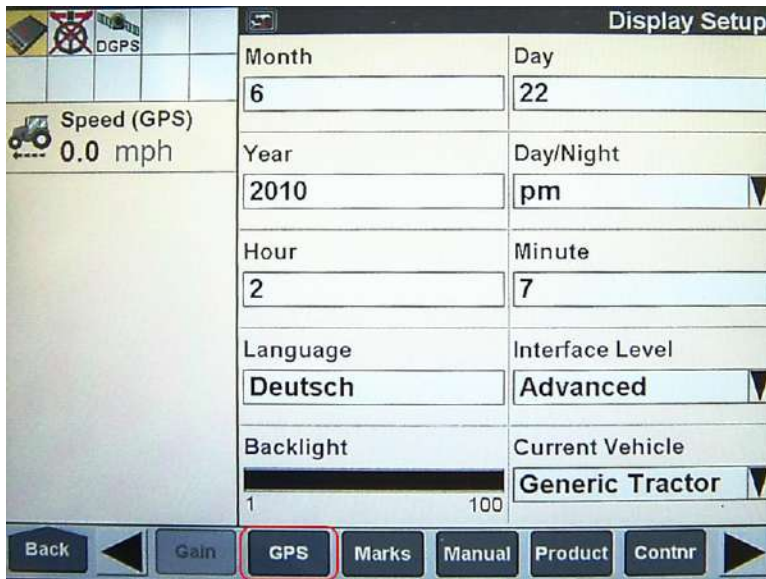 DGPS
Speed (GPS)
0.0 mph
Display Setup
Month
Day
6
22
Year
Day/Night
2010
pm
Hour
Minute
2
7
Language
Interface Level
Deutsch
Advanced
Backlight
Current Vehicle
Generic Tractor
1
100
Back
Gain
GPS
Marks
Manual
Product
Contnr